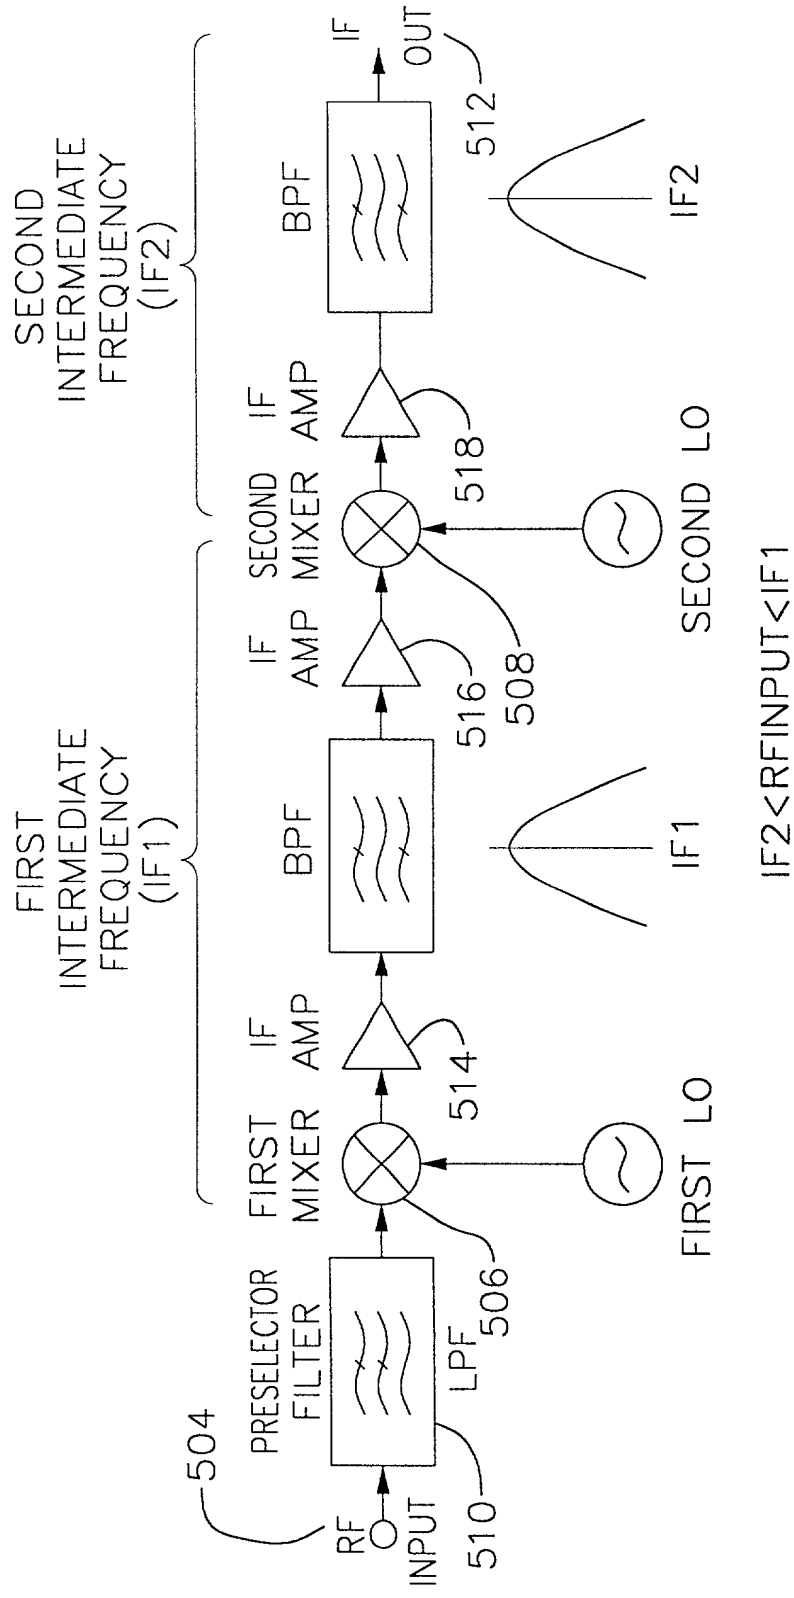 FIRST
INTERMEDIATE
FREQUENCY
(IF1)
SECOND
INTERMEDIATE
FREQUENCY
(IF2)
504
RF
INPUT
510
PRESELECTOR
FILTER
LPF
FIRST
MIXER
506
FIRST LO
IF
AMP
514
BPF
IF1
IF
AMP
516
SECOND
MIXER
508
SECOND LO
IF
AMP
518
BPF
IF2
IF
OUT
512
IF2<RFINPUT<IF1